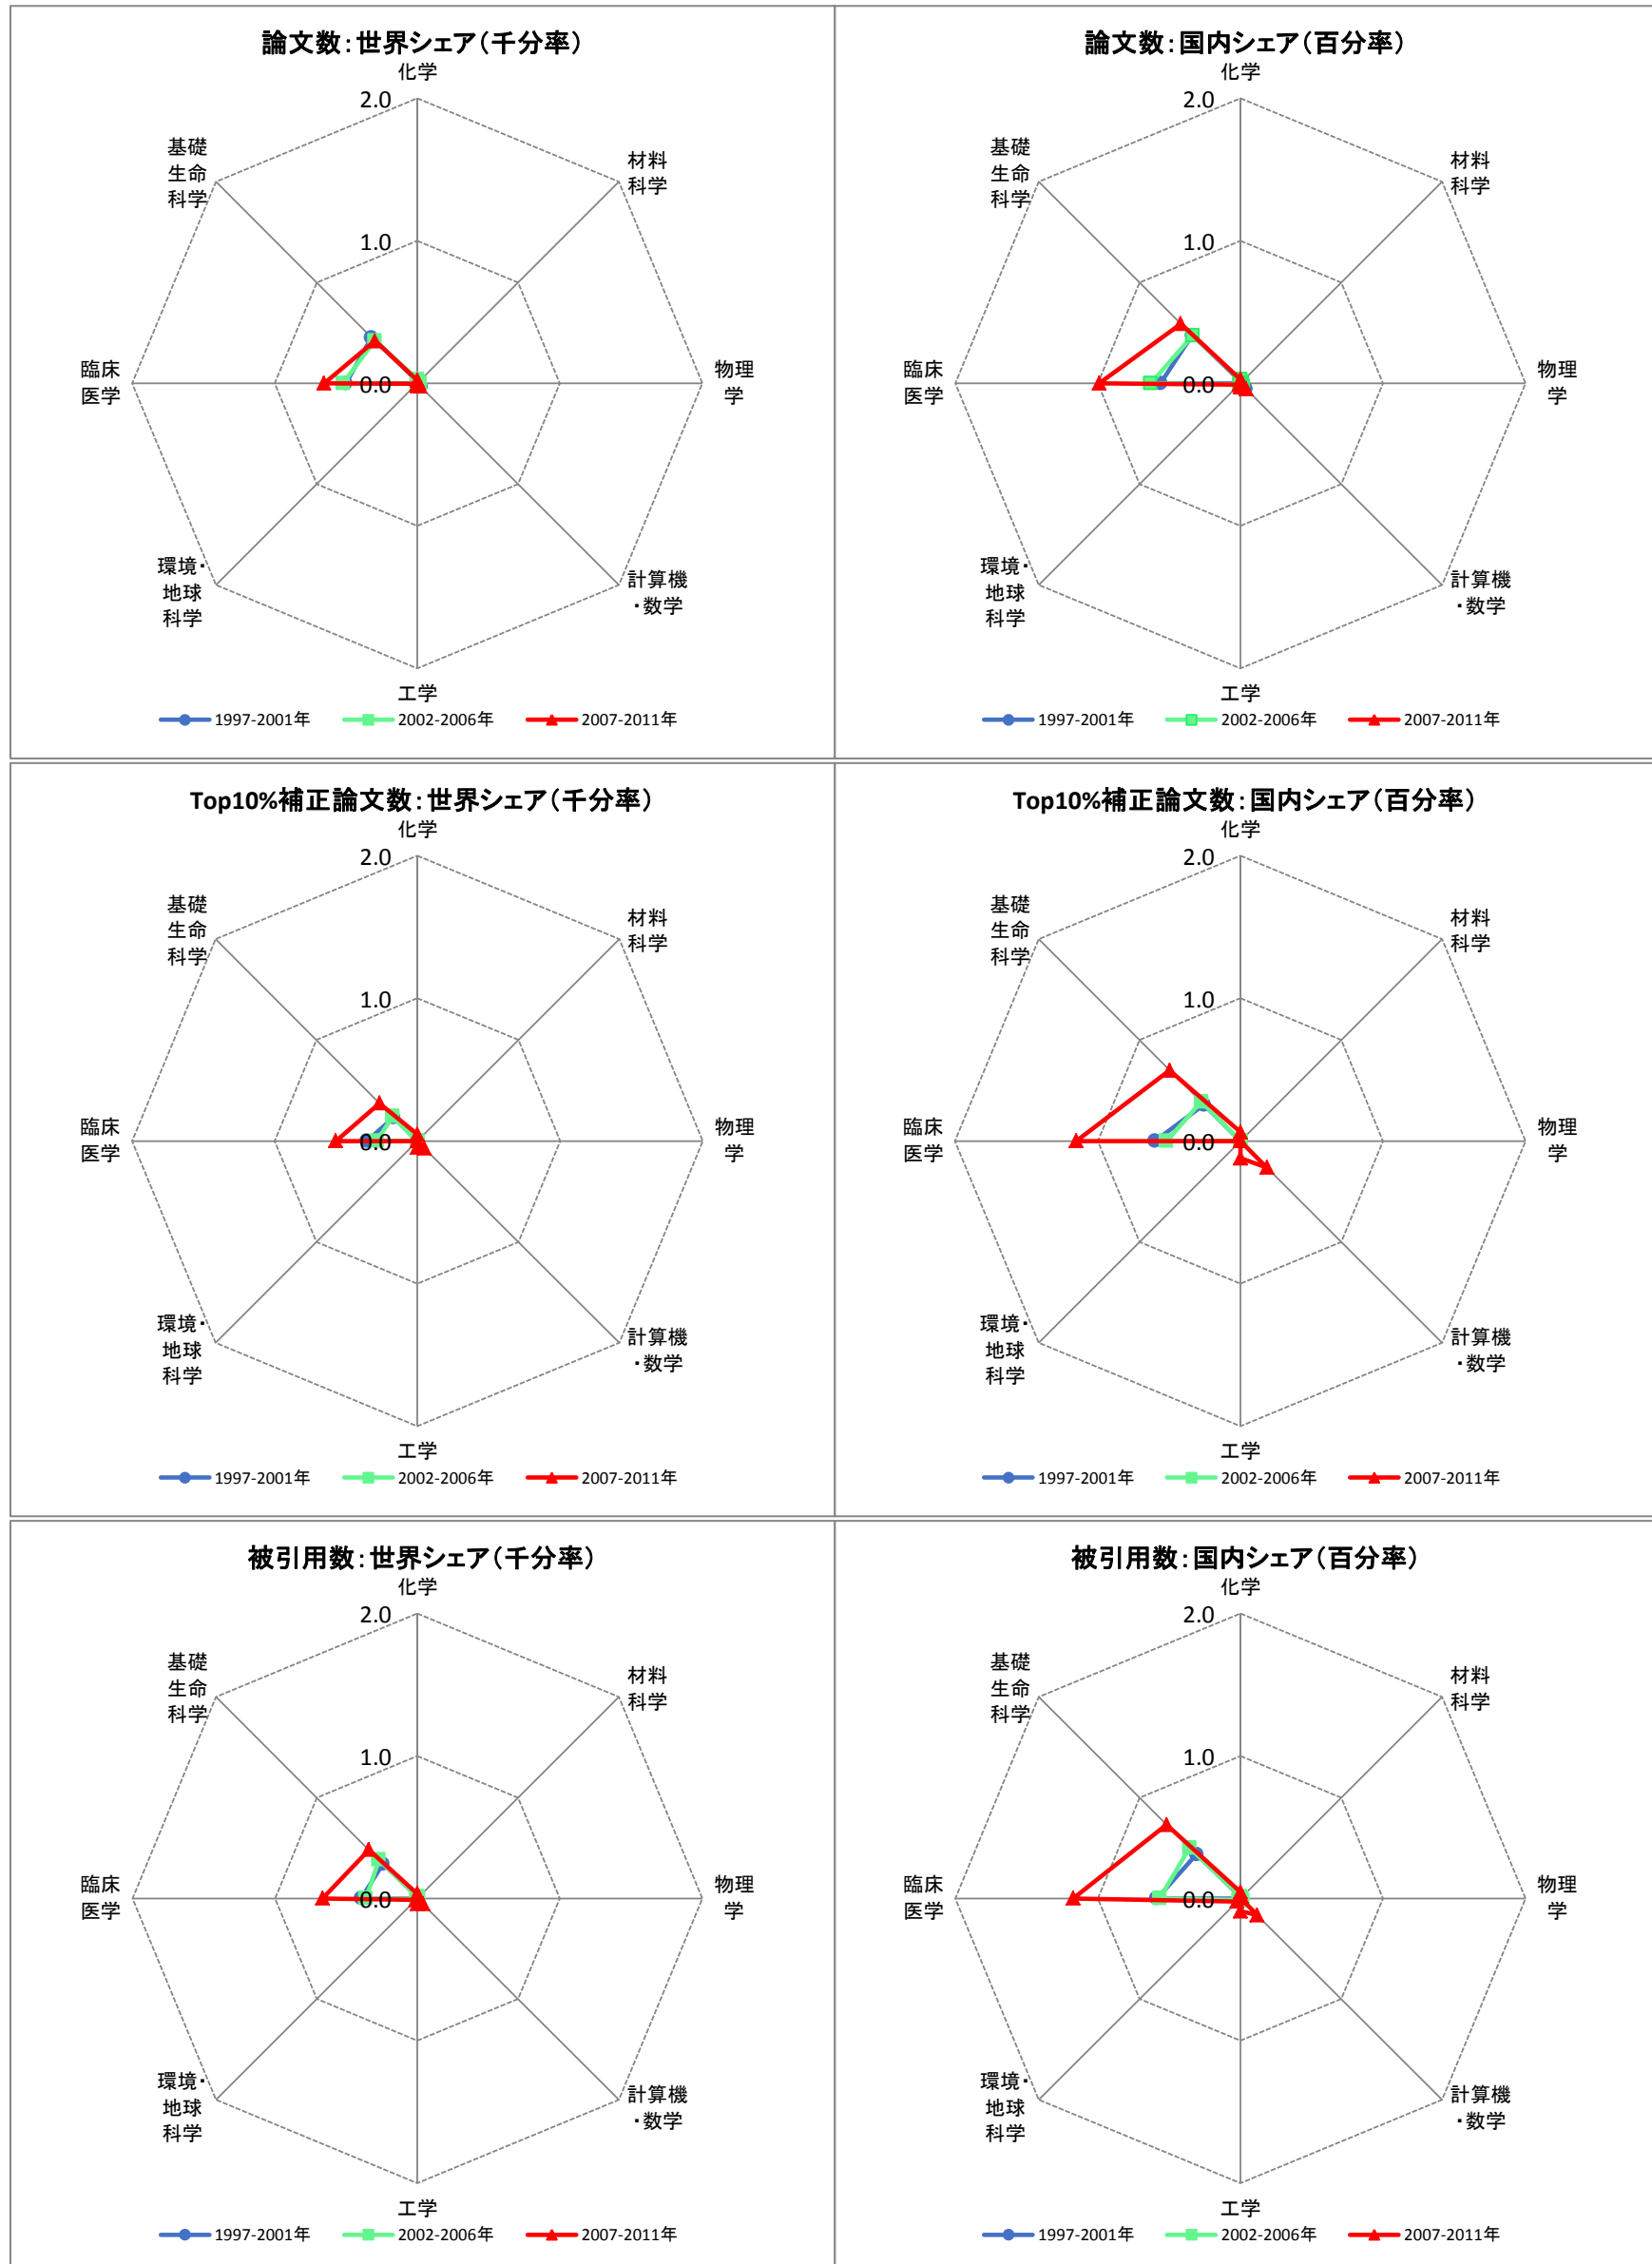 論文数：世界シェア（千分率）
化学
2.0
基礎
生命
科学
材料
科学
1.0
臨床
医学
0.0
物理
学
環境・
地球
科学
計算機
・数学
工学
1997-2001年
2002-2006年
2007-2011年
論文数：国内シェア（百分率）
化学
2.0
基礎
生命
科学
材料
科学
1.0
臨床
医学
0.0
物理
学
環境・
地球
科学
計算機
・数学
工学
1997-2001年
2002-2006年
2007-2011年
Top10%補正論文数：世界シェア（千分率）
化学
2.0
基礎
生命
科学
材料
科学
1.0
臨床
医学
0.0
物理
学
環境・
地球
科学
計算機
・数学
工学
1997-2001年
2002-2006年
2007-2011年
Top10%補正論文数：国内シェア（百分率）
化学
2.0
基礎
生命
科学
材料
科学
1.0
臨床
医学
0.0
物理
学
環境・
地球
科学
計算機
・数学
工学
1997-2001年
2002-2006年
2007-2011年
被引用数：世界シェア（千分率）
化学
2.0
基礎
生命
科学
材料
科学
1.0
臨床
医学
0.0
物理
学
環境・
地球
科学
計算機
・数学
工学
1997-2001年
2002-2006年
2007-2011年
被引用数：国内シェア（百分率）
化学
2.0
基礎
生命
科学
材料
科学
1.0
臨床
医学
0.0
物理
学
環境・
地球
科学
計算機
・数学
工学
1997-2001年
2002-2006年
2007-2011年